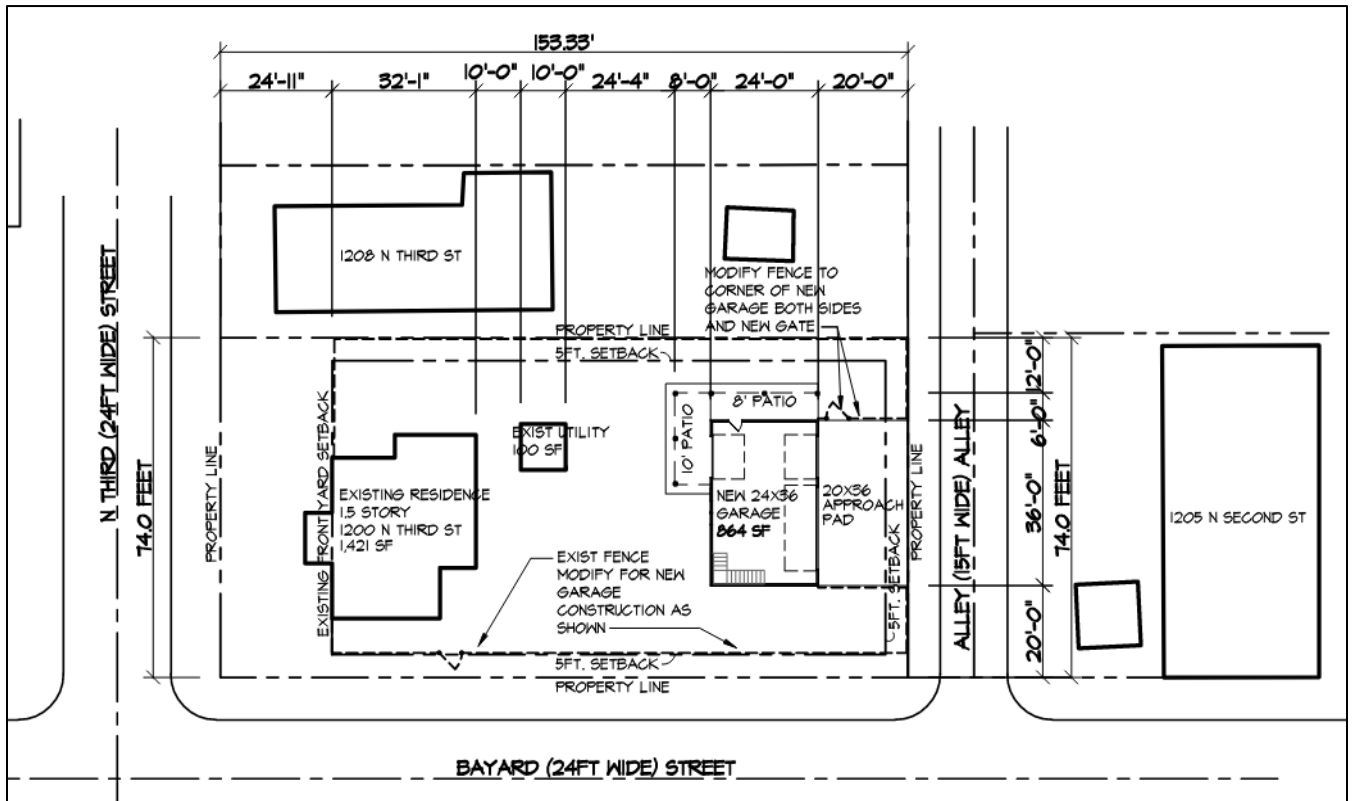 153.33'
24'-11"
32'-1"
10'-0"
10'-0"
24'-4"
8'-0"
24'-0"
20'-0"
1208 N THIRD ST
MODIFY FENCE TO
CORNER OF NEW
GARAGE BOTH SIDES
AND NEW GATE
PROPERTY LINE
5FT. SETBACK
N THIRD (24FT WIDE) STREET
74.0 FEET
PROPERTY LINE
EXISTING FRONT YARD SETBACK
EXISTING RESIDENCE
1.5 STORY
1200 N THIRD ST
1,421 SF
EXIST UTILITY
100 SF
8' PATIO
10' PATIO
NEW 24X36
GARAGE
864 SF
20X36
APPROACH
PAD
5FT. SETBACK
PROPERTY LINE
ALLEY (15FT WIDE) ALLEY
12'-0"
6'-0"
36'-0"
20'-0"
74.0 FEET
1205 N SECOND ST
EXIST FENCE
MODIFY FOR NEW
GARAGE
CONSTRUCTION AS
SHOWN
5FT. SETBACK
PROPERTY LINE
BAYARD (24FT WIDE) STREET